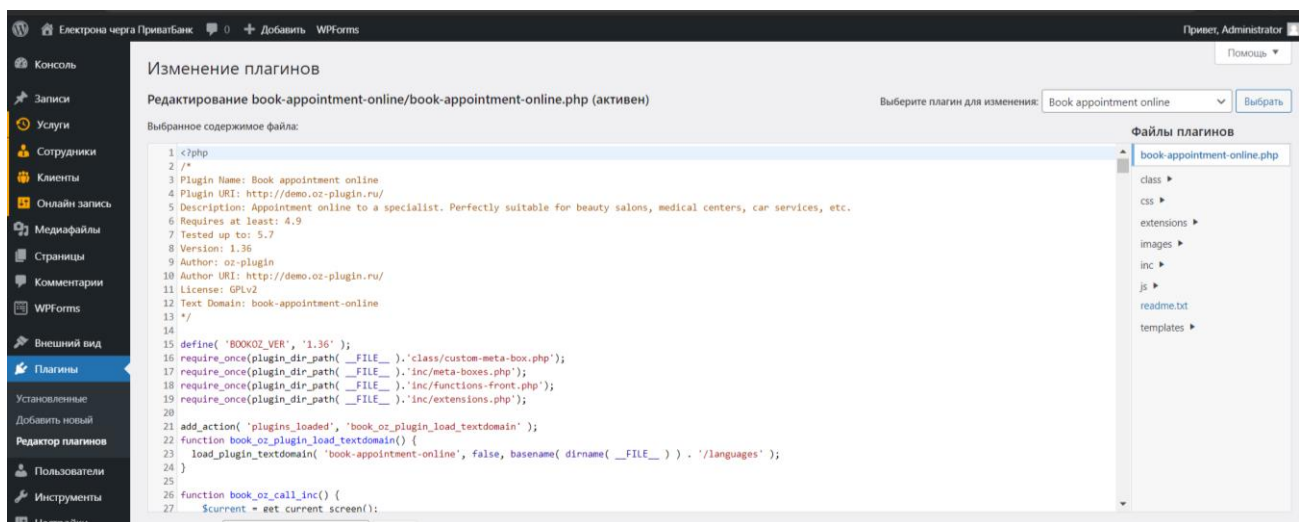 Електрона черга ПриватБанк 0 Добавить WPForms Привет, Administrator
Помощь
Консоль
Записи
Услуги
Сотрудники
Клиенты
Онлайн запись
Медиафайлы
Страницы
Комментарии
WPForms
Внешний вид
Плагины
Установленные
Добавить новый
Редактор плагинов
Пользователи
Инструменты
Настройки
Изменение плагинов
Редактирование book-appointment-online/book-appointment-online.php (активен)
Выберите плагин для изменения: Book appointment online Выбрать
Выбранное содержимое файла:
1 <?php
2 /*
3 Plugin Name: Book appointment online
4 Plugin URI: http://demo.oz-plugin.ru/
5 Description: Appointment online to a specialist. Perfectly suitable for beauty salons, medical centers, car services, etc.
6 Requires at least: 4.9
7 Tested up to: 5.7
8 Version: 1.36
9 Author: oz-plugin
10 Author URI: http://demo.oz-plugin.ru/
11 License: GPLv2
12 Text Domain: book-appointment-online
13 */
14
15 define( 'BOOKOZ_VER', '1.36' );
16 require_once(plugin_dir_path( __FILE__ ).'class/custom-meta-box.php');
17 require_once(plugin_dir_path( __FILE__ ).'inc/meta-boxes.php');
18 require_once(plugin_dir_path( __FILE__ ).'inc/functions-front.php');
19 require_once(plugin_dir_path( __FILE__ ).'inc/extensions.php');
20
21 add_action( 'plugins_loaded', 'book_oz_plugin_load_textdomain' );
22 function book_oz_plugin_load_textdomain() {
23 load_plugin_textdomain( 'book-appointment-online', false, basename( dirname( __FILE__ ) ) . '/languages' );
24 }
25
26 function book_oz_call_inc() {
27 $current = get_current_screen();
Файлы плагинов
book-appointment-online.php
class
css
extensions
images
inc
js
readme.txt
templates